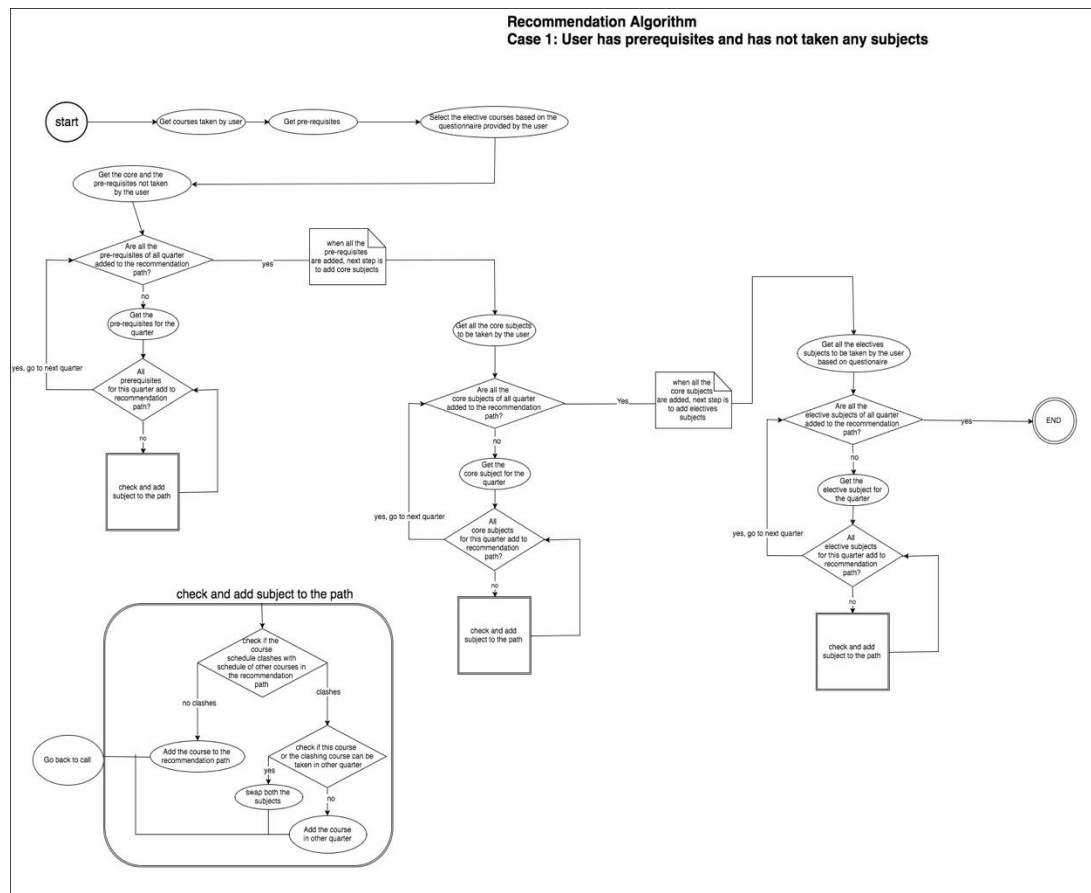 Recommendation Algorithm
Case 1: User has prerequisites and has not taken any subjects
start
Get courses taken by user
Get pre-requisites
Select the elective courses based on the
questionnaire provided by the user
Get the core and the
pre-requisites not taken
by the user
Are all the
pre-requisites of all quarter
added to the recommendation
path?
yes
when all the
pre-requisites
are added, next step is
to add core subjects
no
Get the
pre-requisites for the
quarter
yes, go to next quarter
All
prerequisites
for this quarter add to
recommendation
path?
no
check and add
subject to the path
Get all the core subjects
to be taken by the user
Are all the
core subjects of all quarter
added to the recommendation
path?
Yes
when all the
core subjects
are added, next step is
to add electives
subjects
no
Get the
core subject for the
quarter
yes, go to next quarter
All
core subjects
for this quarter add to
recommendation
path?
no
check and add
subject to the path
Get all the electives
subjects to be taken by the user
based on questionaire
Are all the
elective subjects of all quarter
added to the recommendation
path?
yes
END
no
Get the
elective subject for
the quarter
yes, go to next quarter
All
elective subjects
for this quarter add to
recommendation
path?
no
check and add
subject to the path
check and add subject to the path
check if the
course
schedule clashes with
schedule of other courses in
the recommendation
path
no clashes
clashes
Go back to call
Add the course to the
recommendation path
check if this course
or the clashing course can be
taken in other quarter
yes
swap both the
subjects
no
Add the course
in other quarter